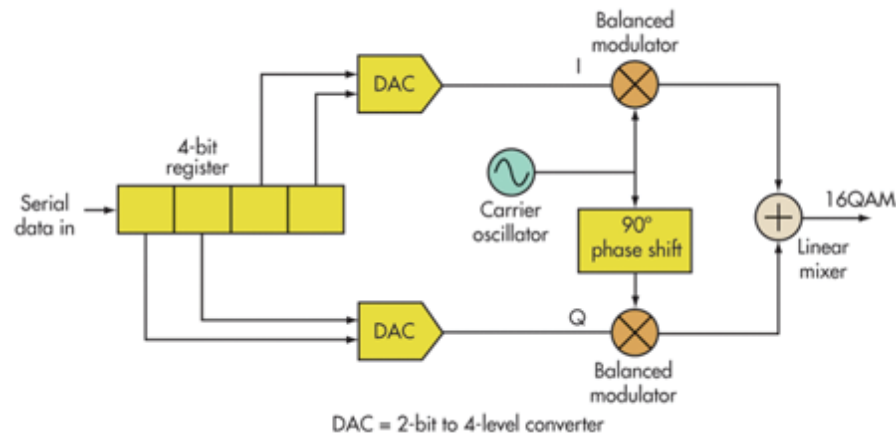 Balanced
modulator
DAC
I
4-bit
register
Serial
data in
Carrier
oscillator
90°
phase shift
16QAM
Linear
mixer
DAC
Q
Balanced
modulator
DAC = 2-bit to 4-level converter